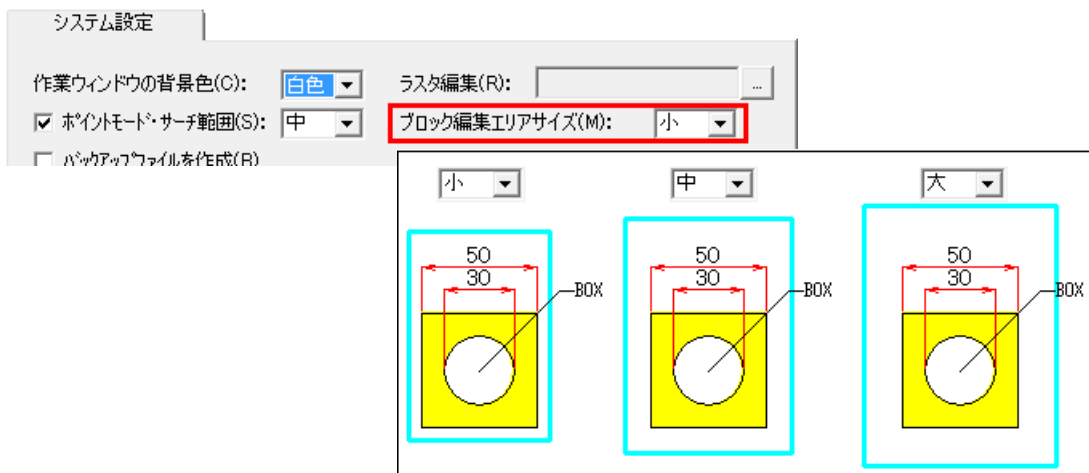 システム設定
作業ウィンドウの背景色(C): 白色 ラスタ編集(R): ...
ポイントモード・サーチ範囲(S): 中 ブロック編集エリアサイズ(M): 小
バックアップファイルを作成(B)
小 中 大
50 50 50
30 30 30
BOX BOX BOX